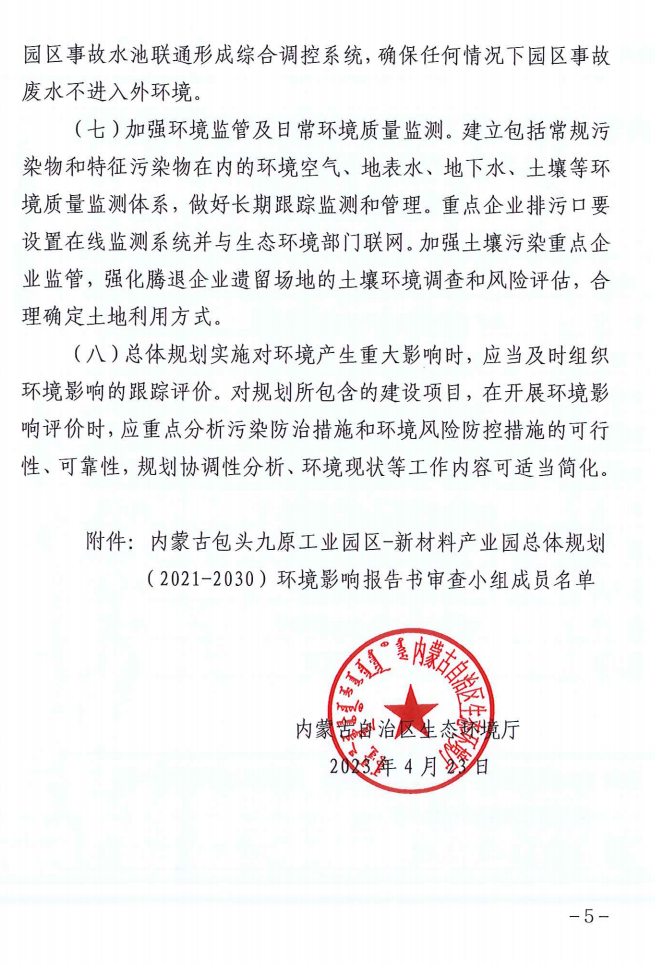 园区事故水池联通形成综合调控系统,确保任何情况下园区事故
废水不进入外环境。
（七）加强环境监管及日常环境质量监测。建立包括常规污
染物和特征污染物在内的环境空气、地表水、地下水、土壤等环
境质量监测体系，做好长期跟踪监测和管理。重点企业排污口要
设置在线监测系统并与生态环境部门联网。加强土壤污染重点企
业监管，强化腾退企业遗留场地的土壤环境调查和风险评估，合
理确定土地利用方式。
（八）总体规划实施对环境产生重大影响时，应当及时组织
环境影响的跟踪评价。对规划所包含的建设项目，在开展环境影
响评价时，应重点分析污染防治措施和环境风险防控措施的可行
性、可靠性，规划协调性分析、环境现状等工作内容可适当简化。
附件：内蒙古包头九原工业园区-新材料产业园总体规划
（2021-2030）环境影响报告书审查小组成员名单
内蒙古自治区生态环境厅
内蒙古自治区生态环境厅
2023年4月23日
-5-